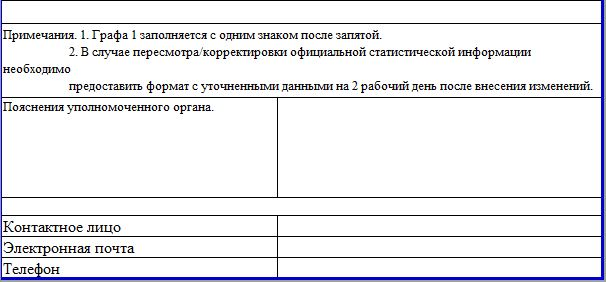 Примечания. 1. Графа 1 заполняется с одним знаком после запятой.
2. В случае пересмотра/корректировки официальной статистической информации
необходимо
предоставить формат с уточненными данными на 2 рабочий день после внесения изменений.
Пояснения уполномоченного органа.
Контактное лицо
Электронная почта
Телефон